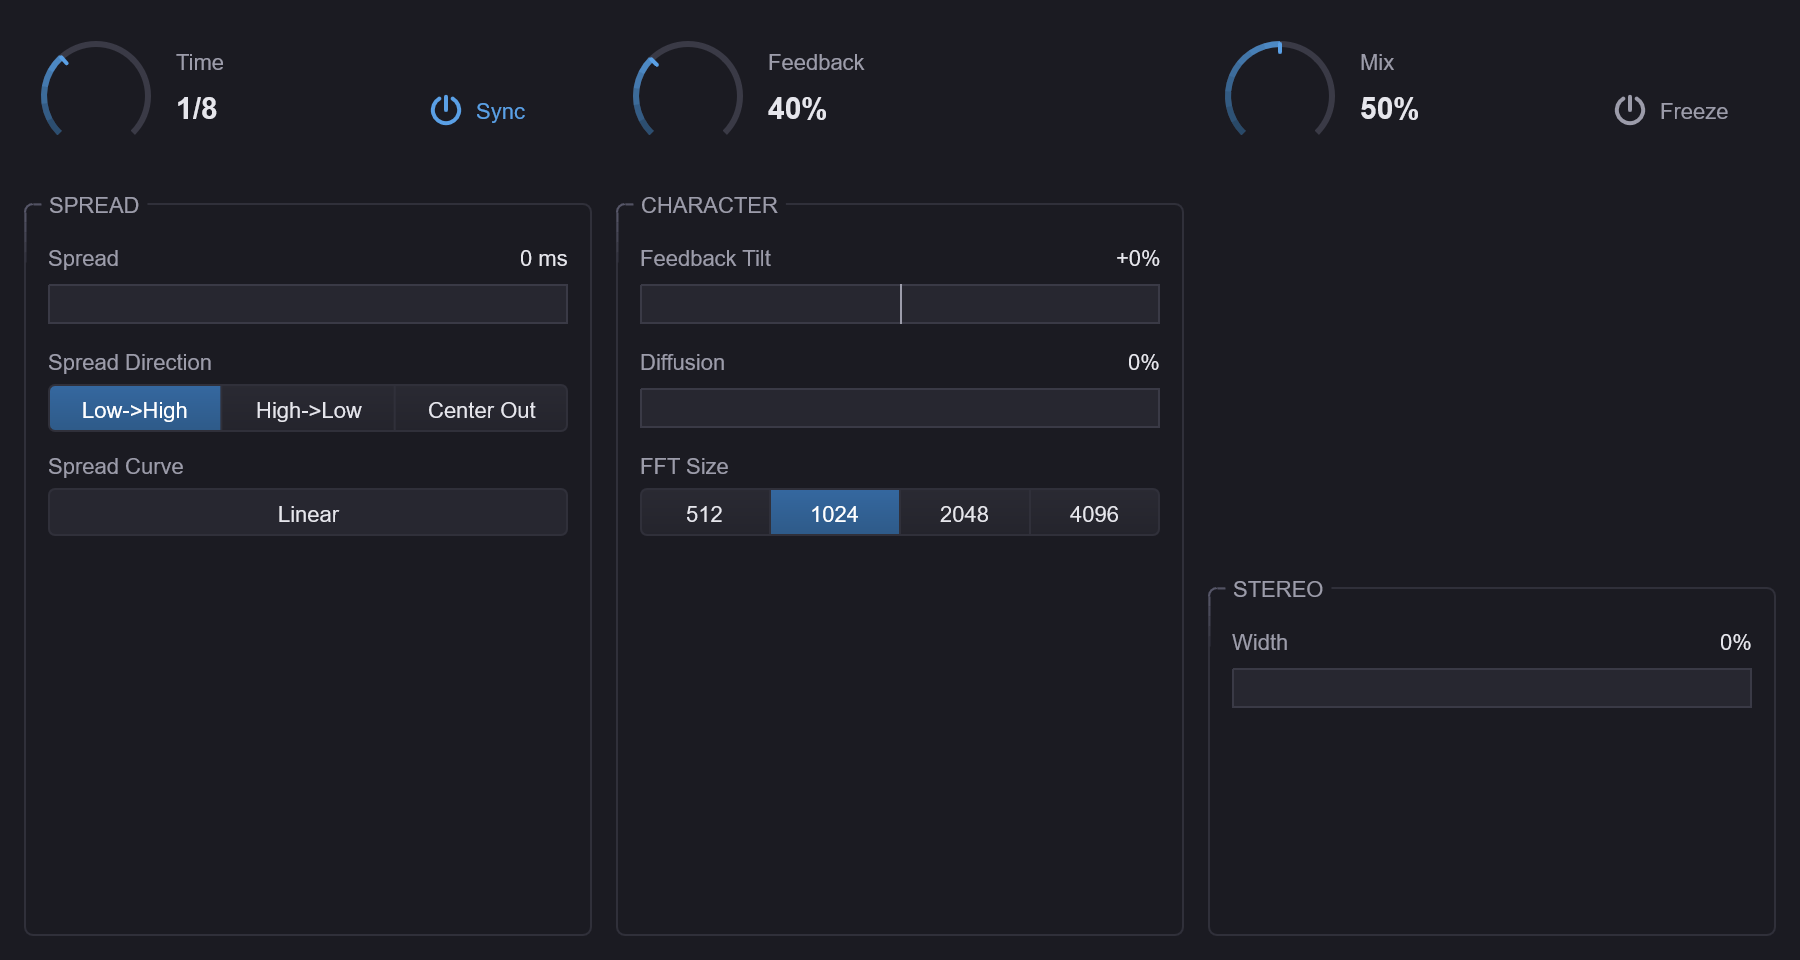 Time
1/8
Sync
Feedback
40%
Mix
50%
Freeze
SPREAD
Spread 0 ms
Spread Direction
Low->High High->Low Center Out
Spread Curve
Linear
CHARACTER
Feedback Tilt +0%
Diffusion 0%
FFT Size
512 1024 2048 4096
STEREO
Width 0%